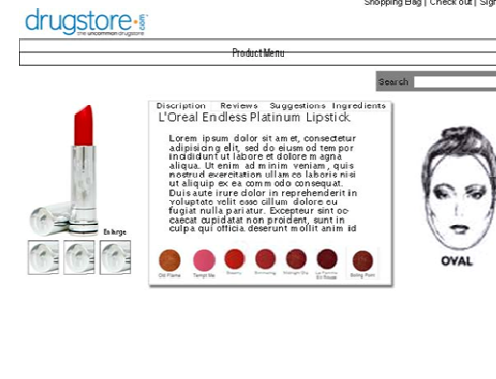 Shopping Bag | Check out | Sign
drugstore.com
the uncommon drugstore
Product Menu
Search
Discription Reviews Suggestions Ingredients
L'Oreal Endless Platinum Lipstick
Lorem ipsum dolor sit amet, consectetur
adipisicing elit, sed do eiusmod tempor
incididunt ut labore et dolore magna
aliqua. Ut enim ad minim veniam, quis
nostrud exercitation ullamco laboris nisi
ut aliquip ex ea commodo consequat.
Duis aute irure dolor in reprehenderit in
voluptate velit esse cillum dolore eu
fugiat nulla pariatur. Excepteur sint oc-
caecat cupidatat non proident, sunt in
culpa qui officia deserunt mollit anim id
Enlarge
OVAL